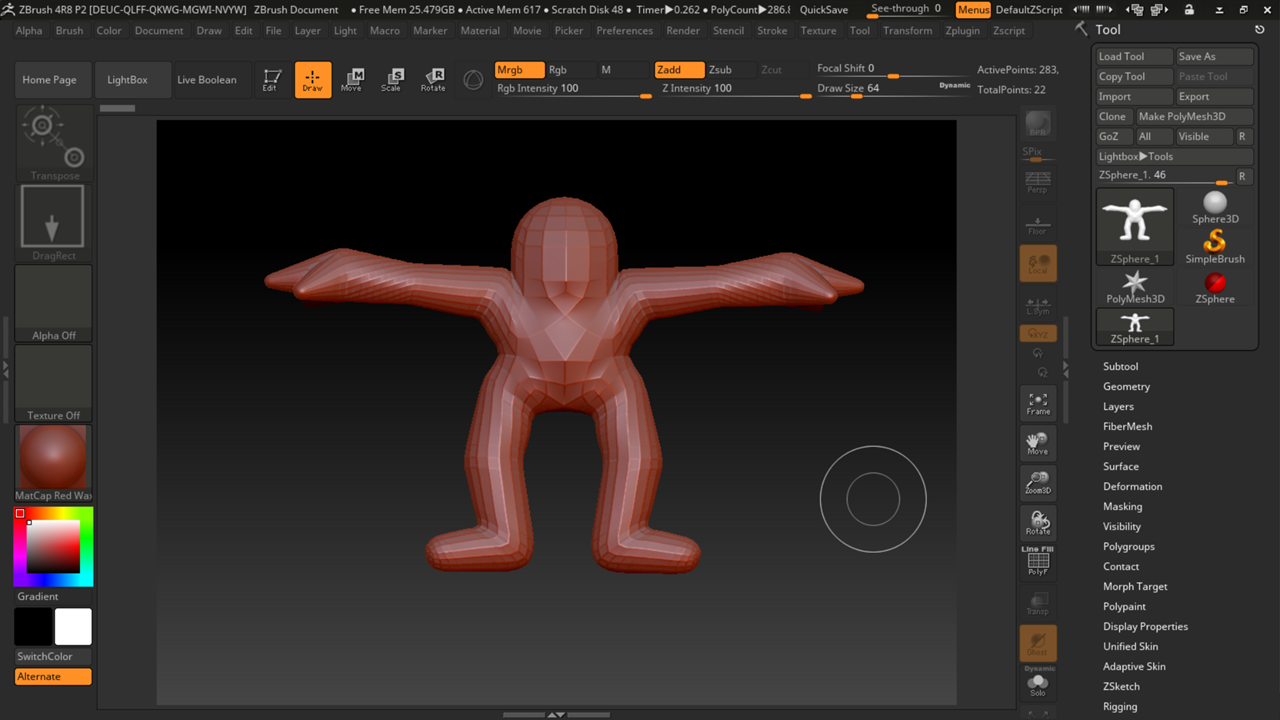 ZBrush 4R8 P2 [DEUC-QLFF-QKWG-MGWI-NVYW] ZBrush Document • Free Mem 25.479GB • Active Mem 617 • Scratch Disk 48 • Timer▶0.262 • PolyCount▶286.8 QuickSave See-through 0 Menus DefaultZScript
Alpha Brush Color Document Draw Edit File Layer Light Macro Marker Material Movie Picker Preferences Render Stencil Stroke Texture Tool Transform Zplugin Zscript
Home Page LightBox Live Boolean
Edit Draw Move Scale Rotate
M S R
Mrgb Rgb M Zadd Zsub Zcut Focal Shift 0 ActivePoints: 283,
Rgb Intensity 100 Z Intensity 100 Draw Size 64 Dynamic TotalPoints: 22
Transpose
DragRect
Alpha Off
Texture Off
MatCap Red Wax
Gradient
SwitchColor
Alternate
BPR
SPix
Persp
Floor
Local
L.Sym
Frame
Move
Zoom3D
Rotate
Line Fill
PolyF
Transp
Ghost
Dynamic
Solo
Tool
Load Tool Save As
Copy Tool Paste Tool
Import Export
Clone Make PolyMesh3D
GoZ All Visible R
Lightbox▶Tools
ZSphere_1. 46 R
ZSphere_1 Sphere3D
SimpleBrush
PolyMesh3D ZSphere
ZSphere_1
Subtool
Geometry
Layers
FiberMesh
Preview
Surface
Deformation
Masking
Visibility
Polygroups
Contact
Morph Target
Polypaint
Display Properties
Unified Skin
Adaptive Skin
ZSketch
Rigging